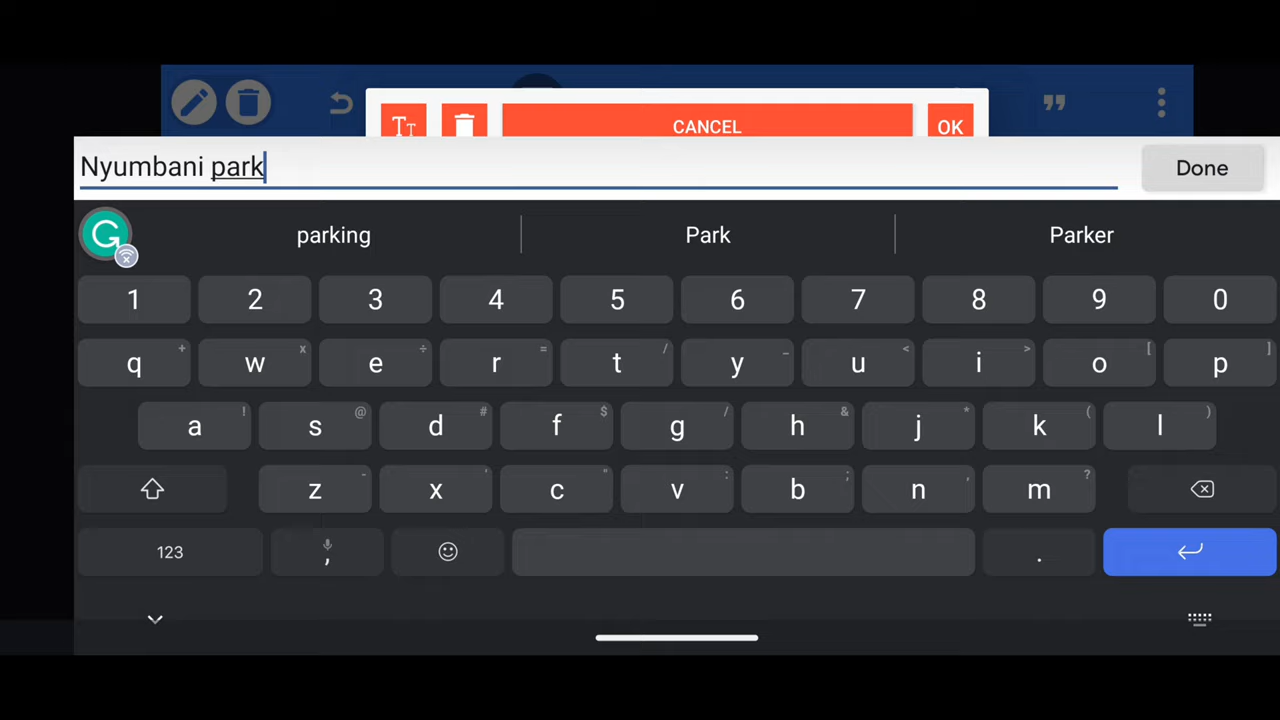 Tт
CANCEL
OK
Nyumbani park
Done
parking Park Parker
1 2 3 4 5 6 7 8 9 0
q + w x e ÷ r = t / y _ u < i > o [ p ]
a ! s @ d # f $ g / h & j * k ( l )
z - x ' c " v : b ; n , m ?
123 , .